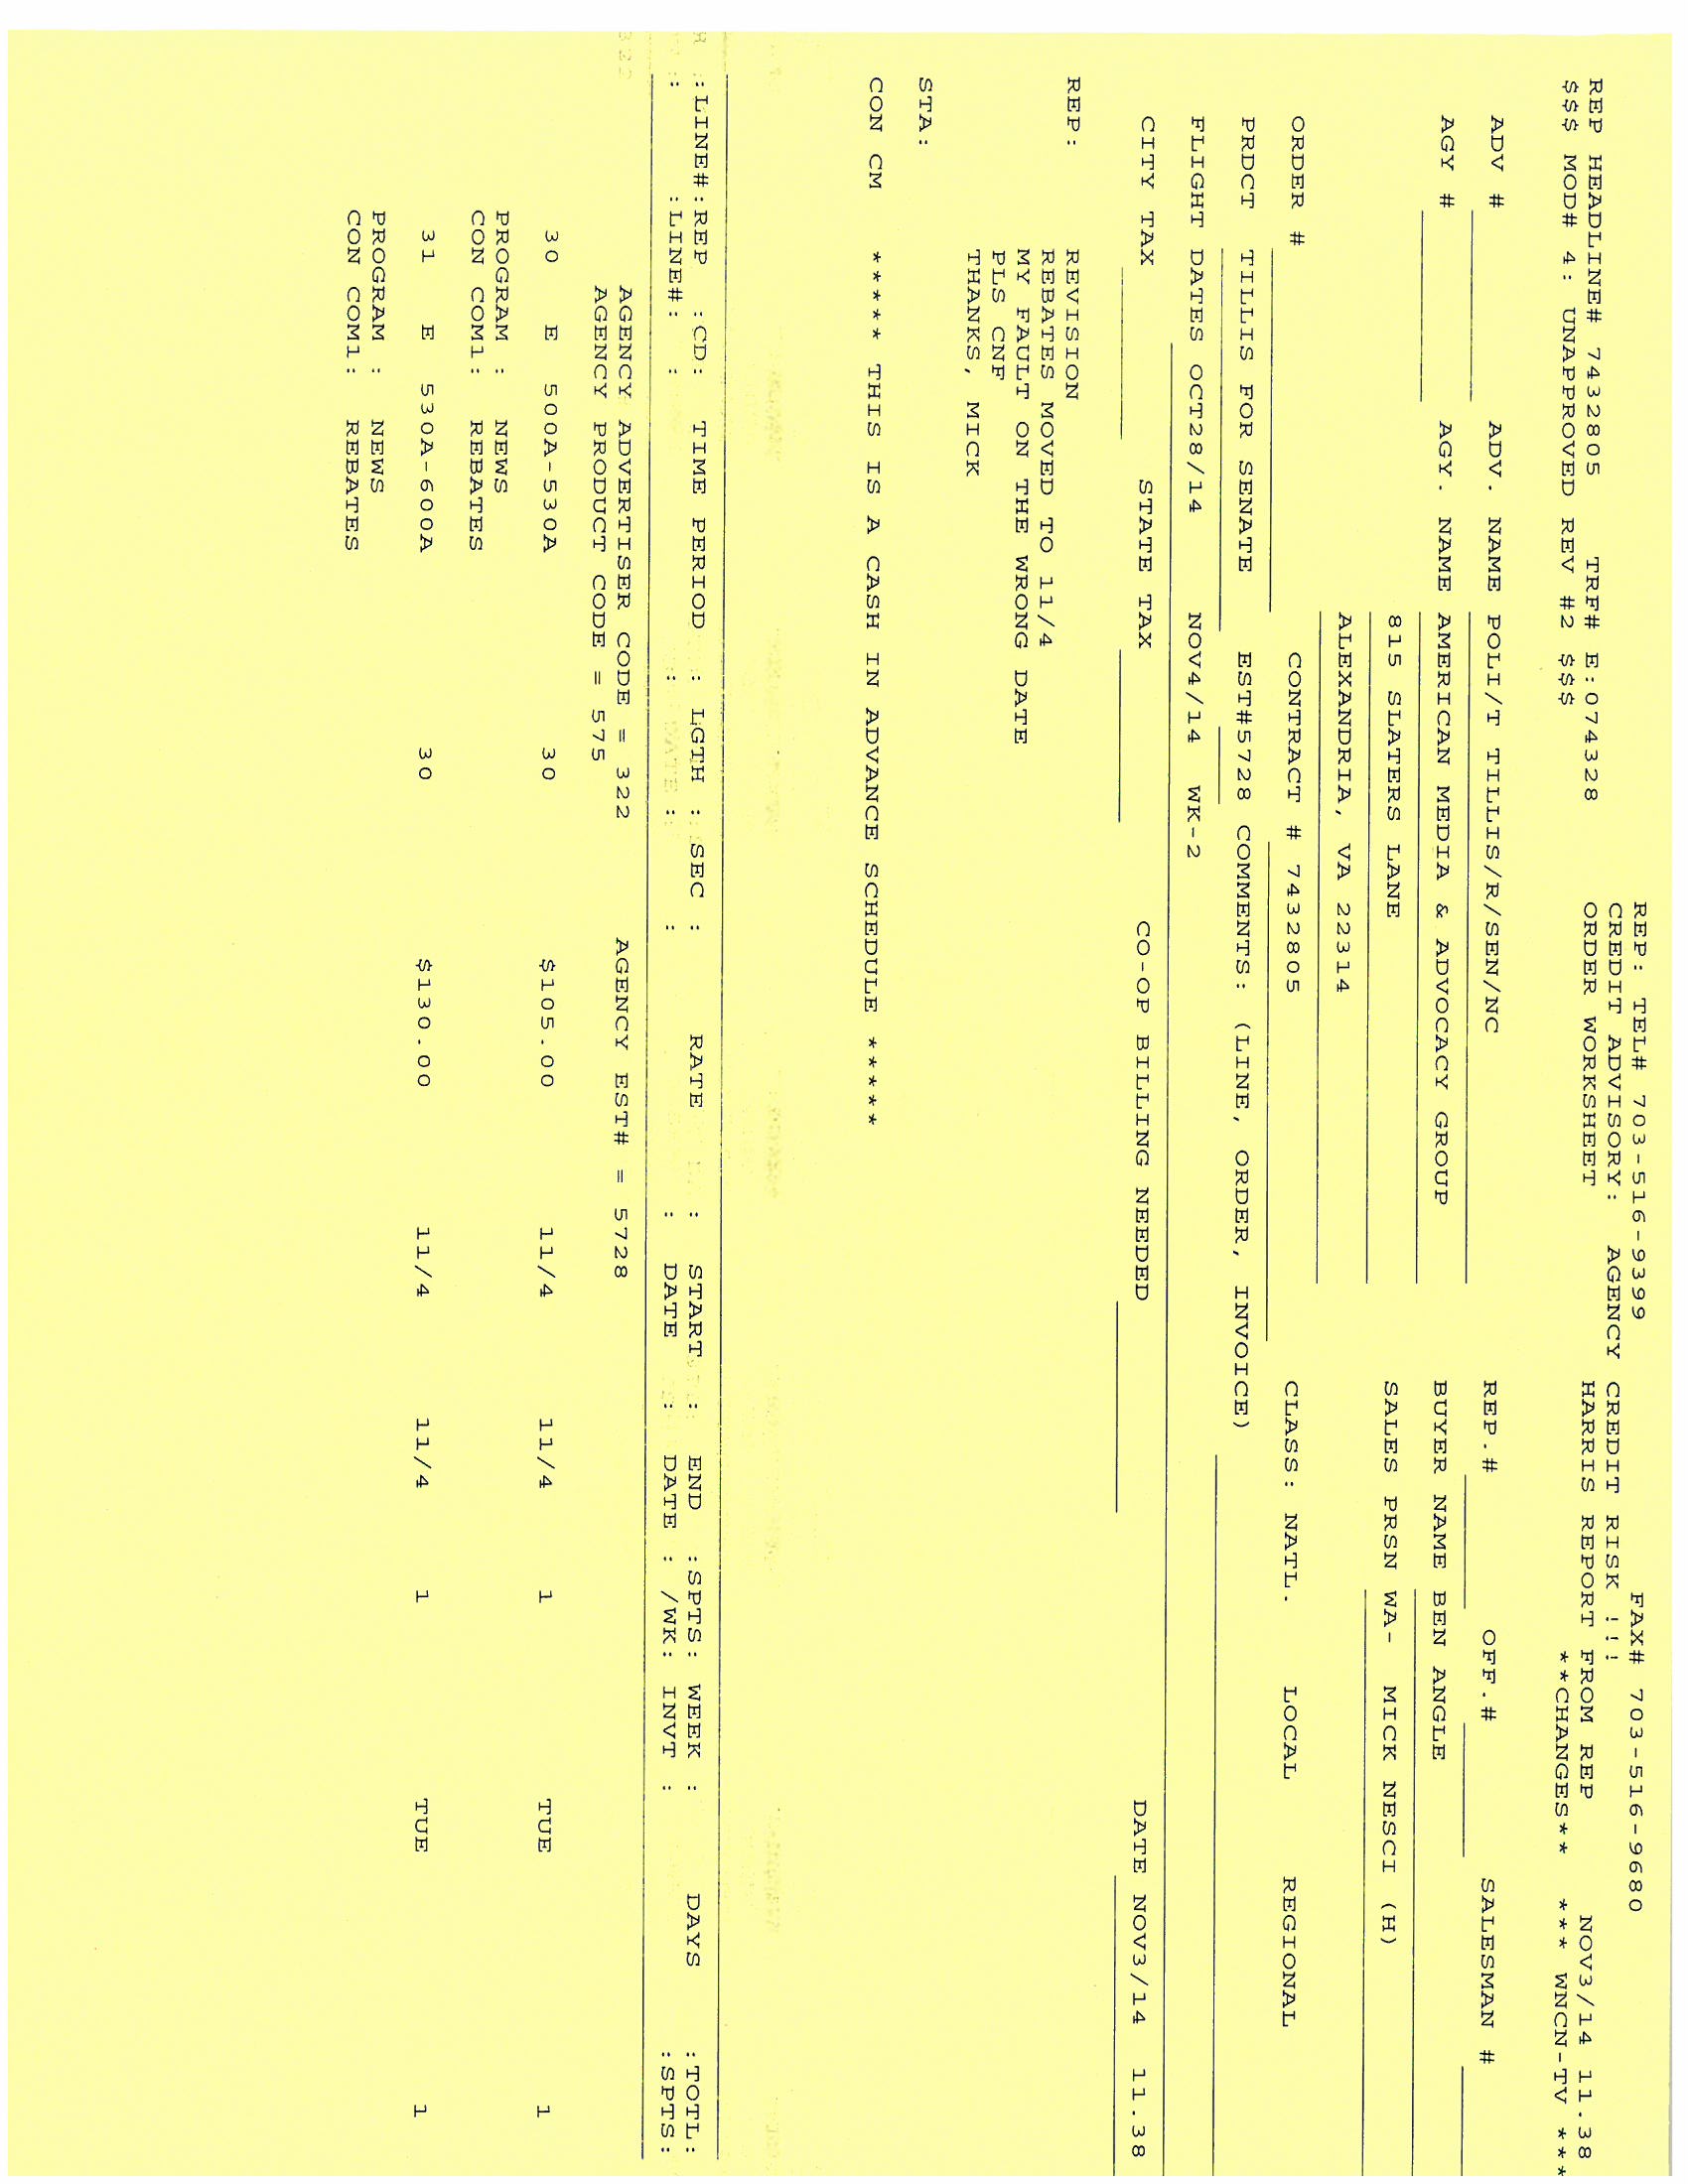 REP: TEL# 703-516-9399 FAX# 703-516-9680
CREDIT ADVISORY: AGENCY CREDIT RISK !!!
REP HEADLINE# 7432805 TRF# E:074328 ORDER WORKSHEET HARRIS REPORT FROM REP NOV3/14 11.38
$$$ MOD# 4: UNAPPROVED REV #2 $$$ **CHANGES** *** WNCN-TV ***
ADV # ADV. NAME POLI/T TILLIS/R/SEN/NC REP.# OFF.# SALESMAN #
AGY # AGY. NAME AMERICAN MEDIA & ADVOCACY GROUP BUYER NAME BEN ANGLE
815 SLATERS LANE SALES PRSN WA- MICK NESCI (H)
ALEXANDRIA, VA 22314
ORDER # CONTRACT # 7432805 CLASS: NATL. LOCAL REGIONAL
PRDCT TILLIS FOR SENATE EST#5728 COMMENTS: (LINE, ORDER, INVOICE)
FLIGHT DATES OCT28/14 NOV4/14 WK-2
CITY TAX STATE TAX CO-OP BILLING NEEDED DATE NOV3/14 11.38
REP: REVISION
REBATES MOVED TO 11/4
MY FAULT ON THE WRONG DATE
PLS CNF
THANKS, MICK
STA:
CON CM ***** THIS IS A CASH IN ADVANCE SCHEDULE *****
:LINE#:REP :CD: TIME PERIOD : LGTH : SEC : RATE : START : END :SPTS: WEEK : DAYS :TOTL:
: :LINE#: : : : : : DATE : DATE : /WK: INVT : :SPTS:
AGENCY ADVERTISER CODE = 322 AGENCY EST# = 5728
AGENCY PRODUCT CODE = 575
30 E 500A-530A 30 $105.00 11/4 11/4 1 TUE 1
PROGRAM : NEWS
CON COM1: REBATES
31 E 530A-600A 30 $130.00 11/4 11/4 1 TUE 1
PROGRAM : NEWS
CON COM1: REBATES